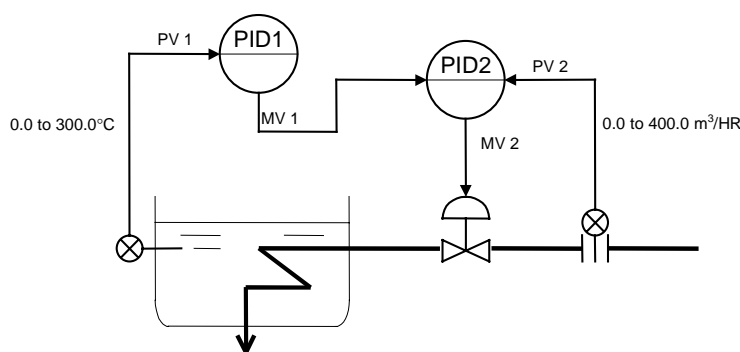 PV 1
PID1
PID2
PV 2
MV 1
0.0 to 300.0°C
0.0 to 400.0 m³/HR
MV 2